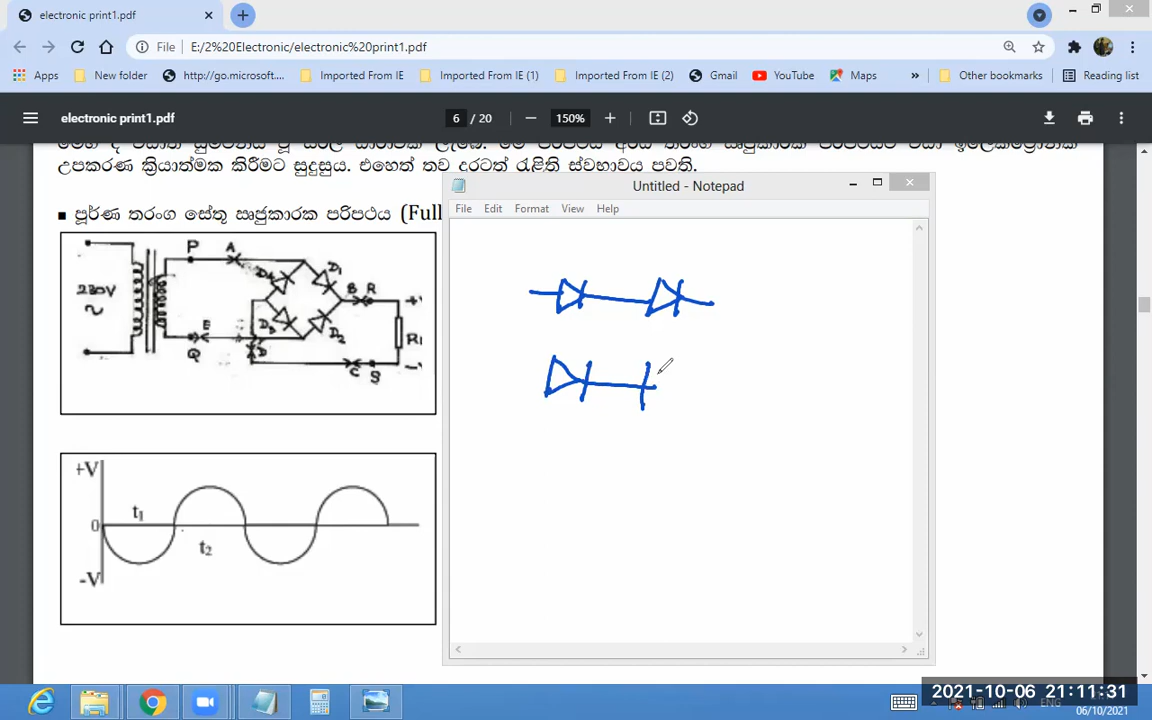 electronic print1.pdf
File E:/2%20Electronic/electronic%20print1.pdf
Apps New folder http://go.microsoft.... Imported From IE Imported From IE (1) Imported From IE (2) Gmail YouTube Maps » Other bookmarks Reading list
electronic print1.pdf 6 / 20 150%
උපකරණ ක්‍රියාත්මක කිරීමට සුදුසුය. එහෙත් තව දුරටත් රැළිති ස්වභාවය පවතී.
Untitled - Notepad
File Edit Format View Help
■ පූර්ණ තරංග සේතු ඍජුකාරක පරිපථය (Full
P A D4 D1
230V
~
B R +
E D3 D2
Q D
C S -
+V
t1
0
t2
-V
2021-10-06 21:11:31
ENG
06/10/2021